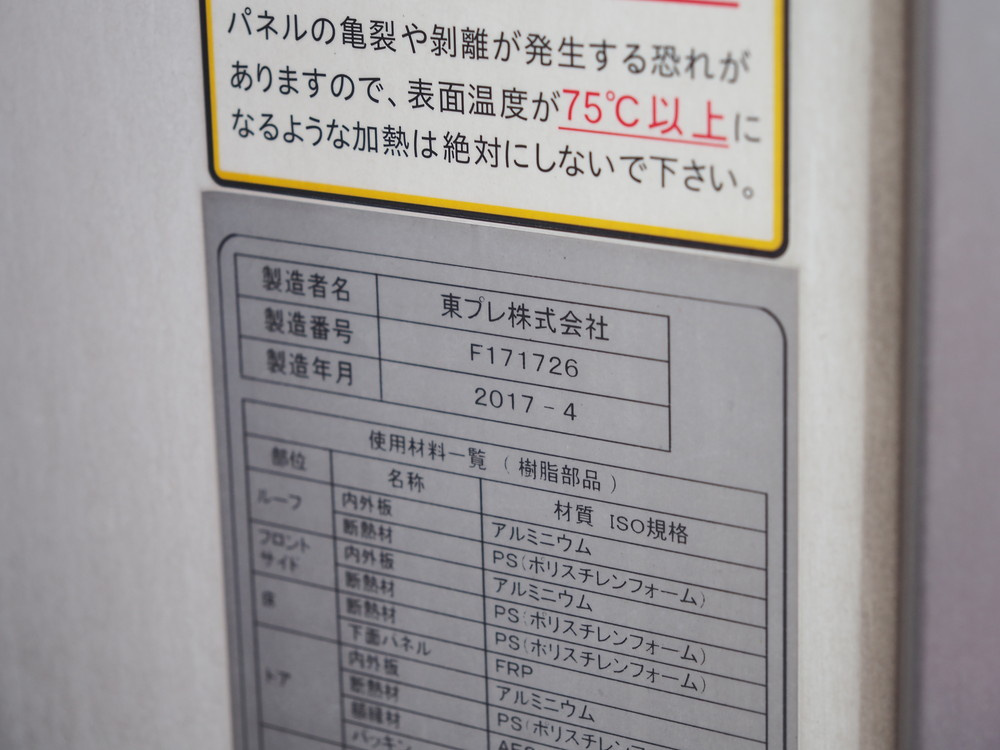 パネルの亀裂や剝離が発生する恐れが
ありますので、表面温度が75℃以上に
なるような加熱は絶対にしないで下さい。
製造者名 東プレ株式会社
製造番号 F171726
製造年月 2017 - 4
使用材料一覧 ( 樹脂部品 )
部位 名称 材質 ISO規格
ルーフ 内外板 アルミニウム
断熱材 PS(ポリスチレンフォーム)
フロント
サイド
内外板 アルミニウム
断熱材 PS(ポリスチレンフォーム)
床 断熱材 PS(ポリスチレンフォーム)
下面パネル FRP
ドア 内外板 アルミニウム
断熱材 PS(ポリスチレンフォーム)
パッキン